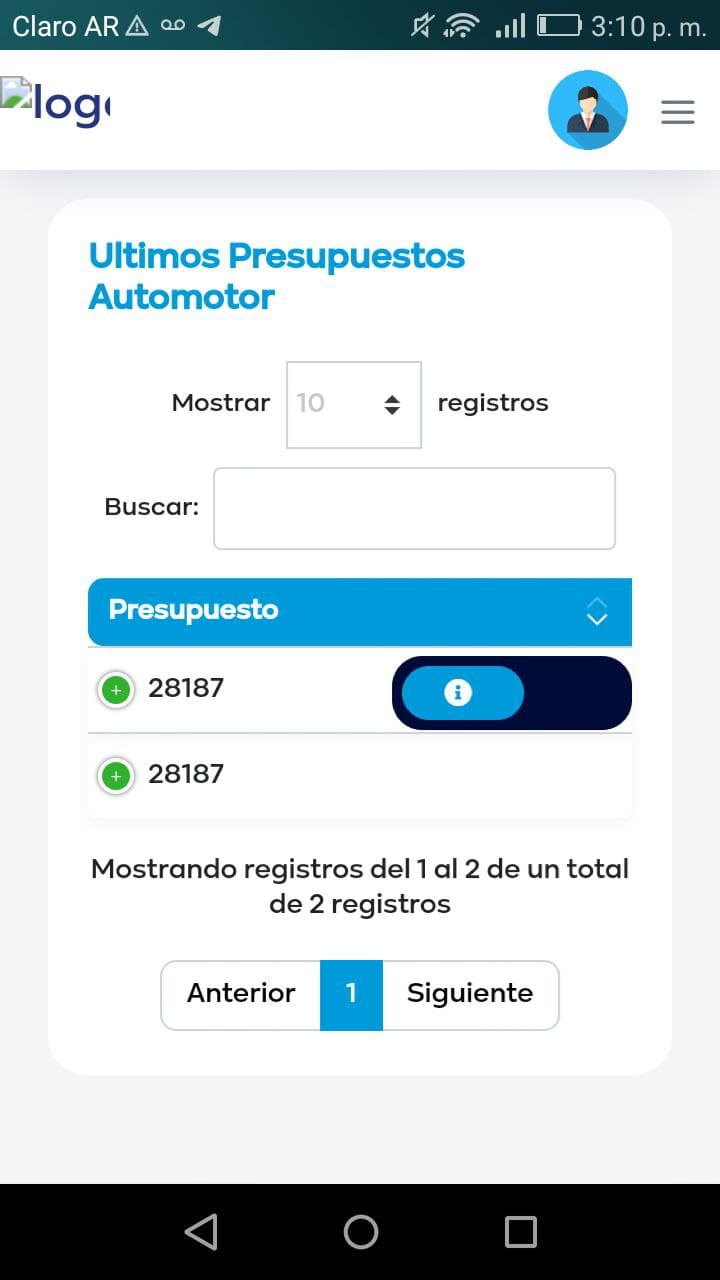 Claro AR 3:10 p. m.
log
Ultimos Presupuestos
Automotor
Mostrar 10 registros
Buscar:
Presupuesto
28187
28187
Mostrando registros del 1 al 2 de un total
de 2 registros
Anterior 1 Siguiente